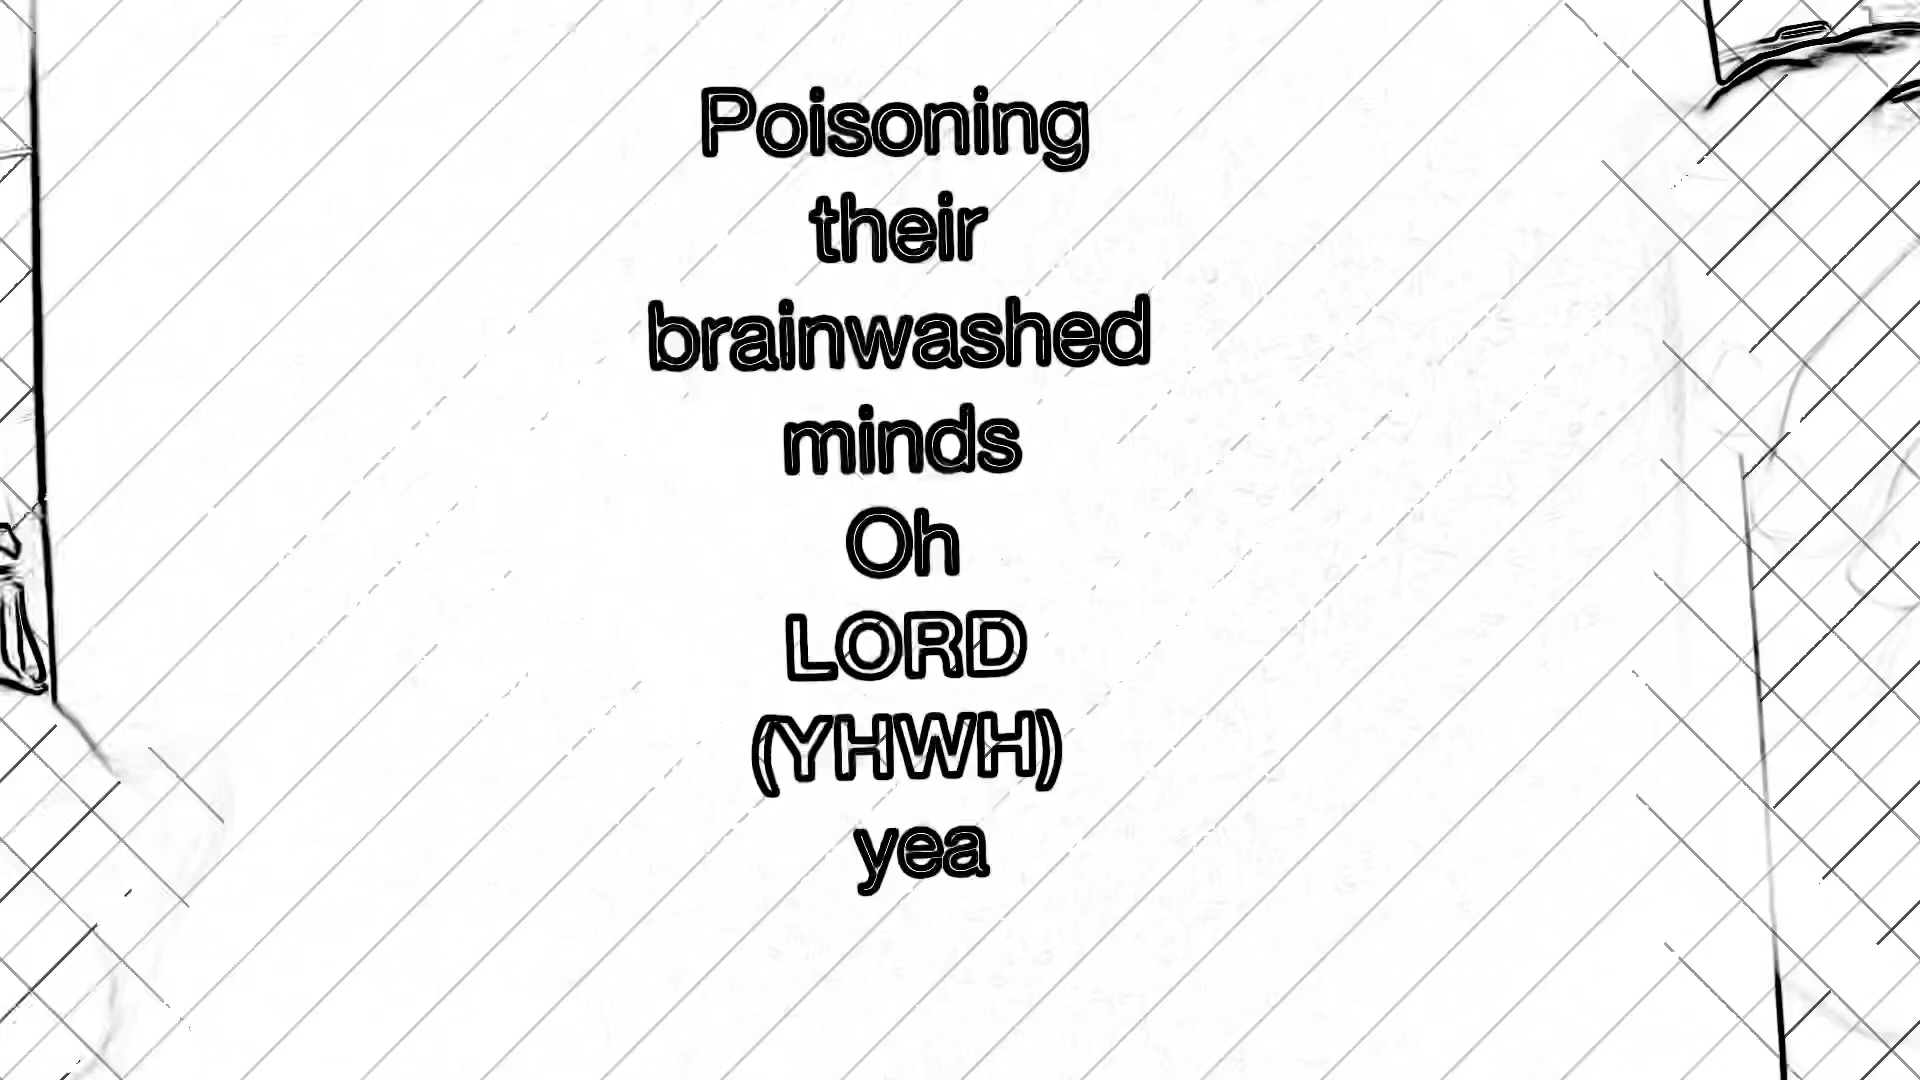 Poisoning
their
brainwashed
minds
Oh
LORD
(YHWH)
yea